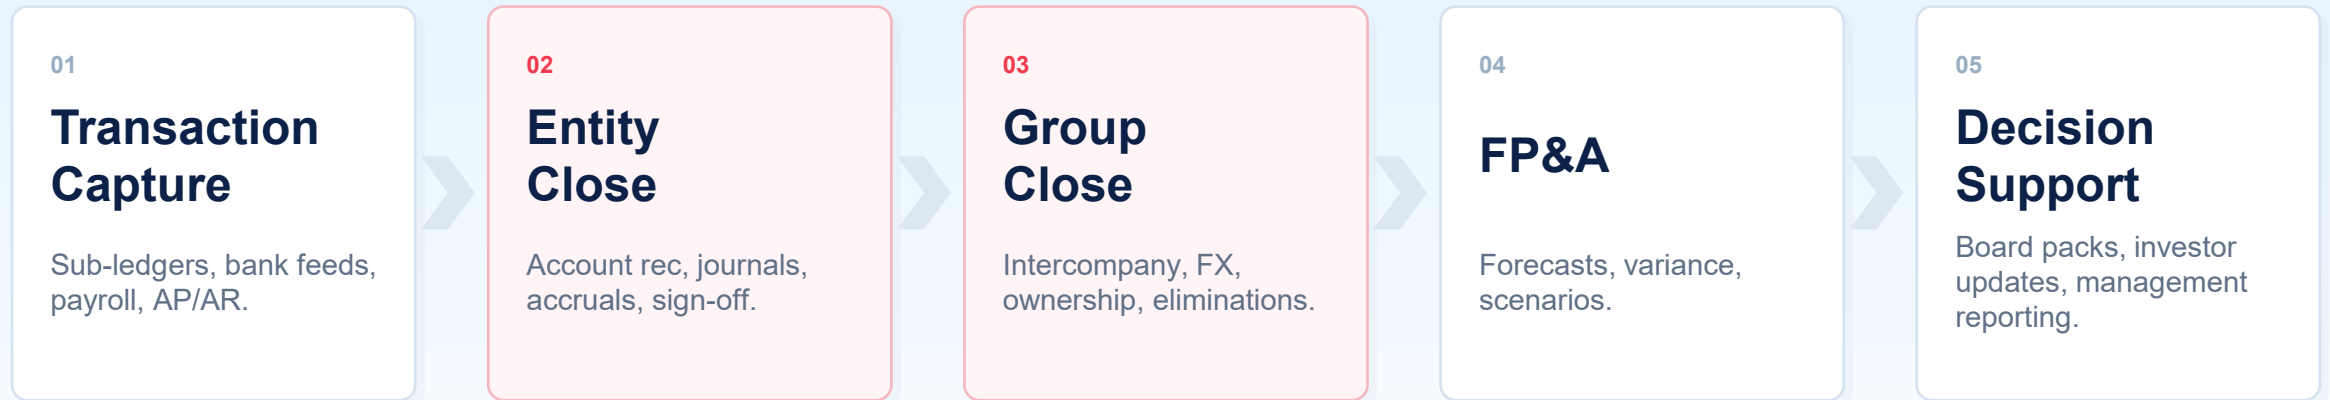 01
Transaction
Capture
Sub-ledgers, bank feeds,
payroll, AP/AR.
02
Entity
Close
Account rec, journals,
accruals, sign-off.
03
Group
Close
Intercompany, FX,
ownership, eliminations.
04
FP&A
Forecasts, variance,
scenarios.
05
Decision
Support
Board packs, investor
updates, management
reporting.